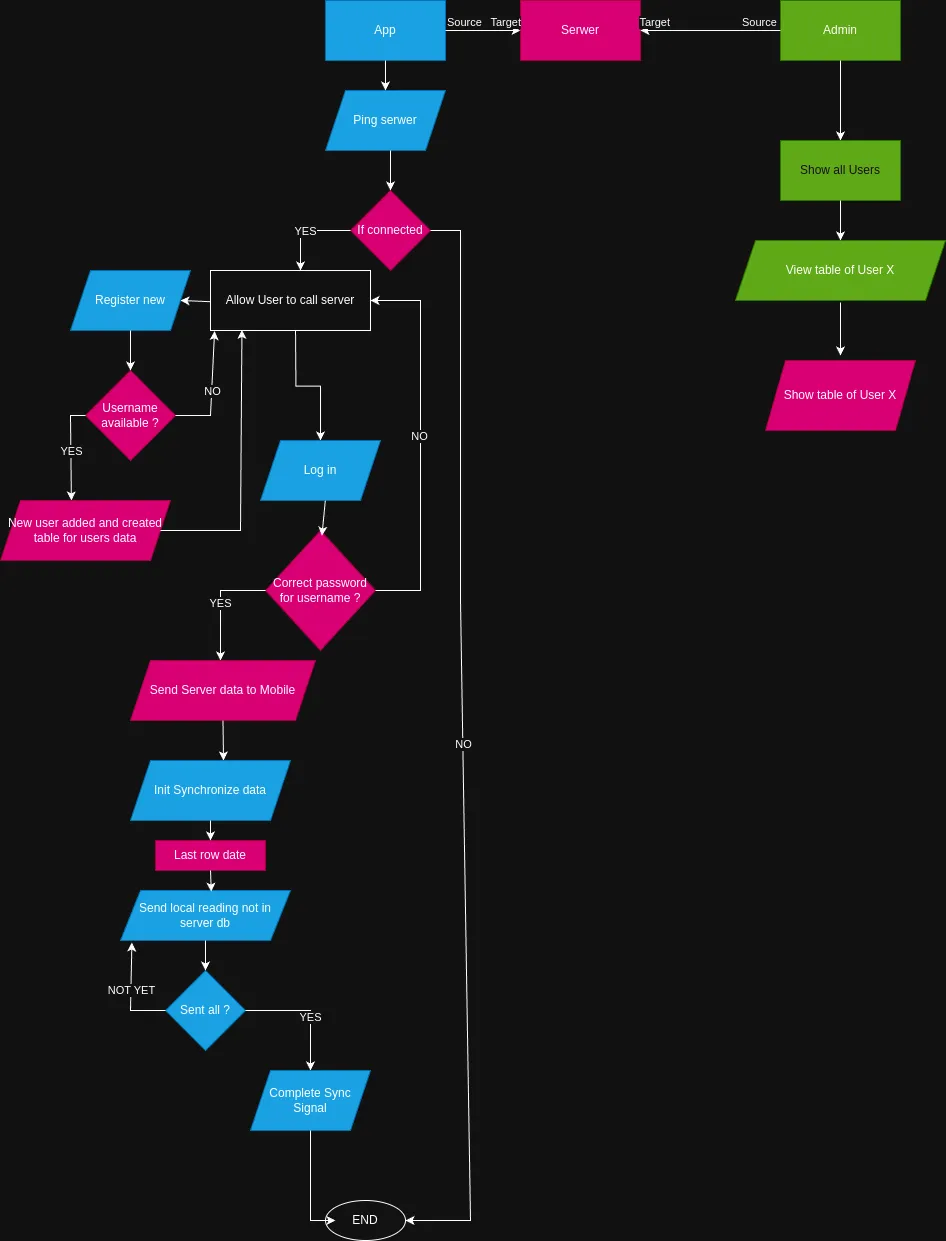 App
Source
Target
Serwer
Target
Source
Admin
Ping serwer
Show all Users
If connected
YES
View table of User X
Register new
Allow User to call server
Username
available ?
NO
Show table of User X
YES
NO
Log in
New user added and created
table for users data
Correct password
for username ?
YES
Send Server data to Mobile
NO
Init Synchronize data
Last row date
Send local reading not in
server db
NOT YET
Sent all ?
YES
Complete Sync
Signal
END